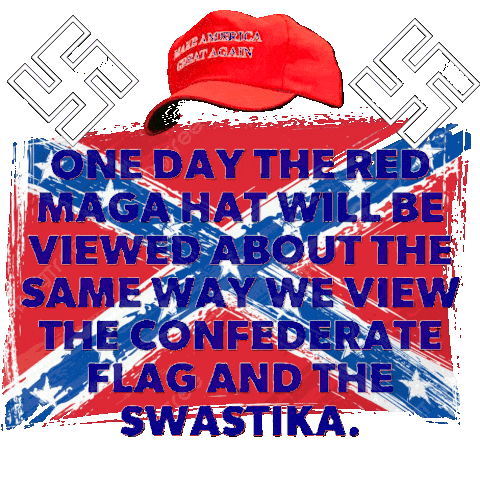 MAKE AMERICA
GREAT AGAIN
ONE DAY THE RED
MAGA HAT WILL BE
VIEWED ABOUT THE
SAME WAY WE VIEW
THE CONFEDERATE
FLAG AND THE
SWASTIKA.